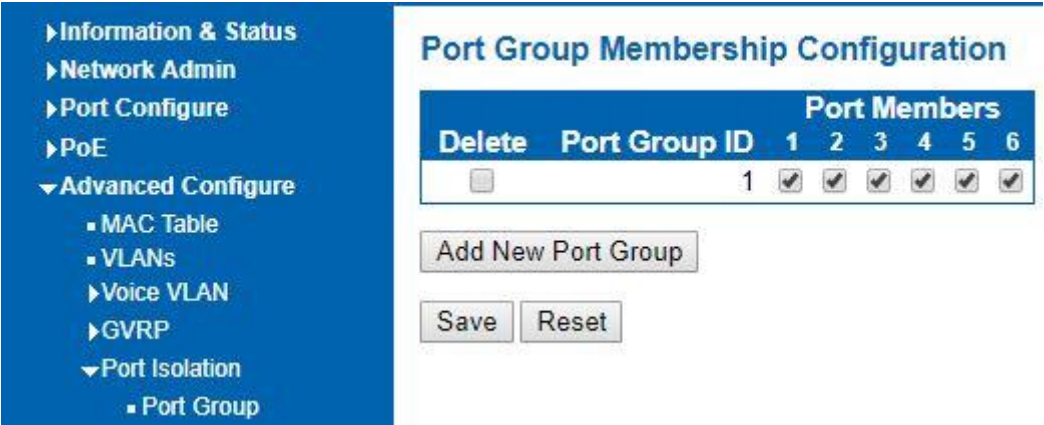 Information & Status
Network Admin
Port Configure
PoE
Advanced Configure
MAC Table
VLANs
Voice VLAN
GVRP
Port Isolation
Port Group
Port Group Membership Configuration
Port Members
Delete Port Group ID 1 2 3 4 5 6
1
Add New Port Group
Save Reset